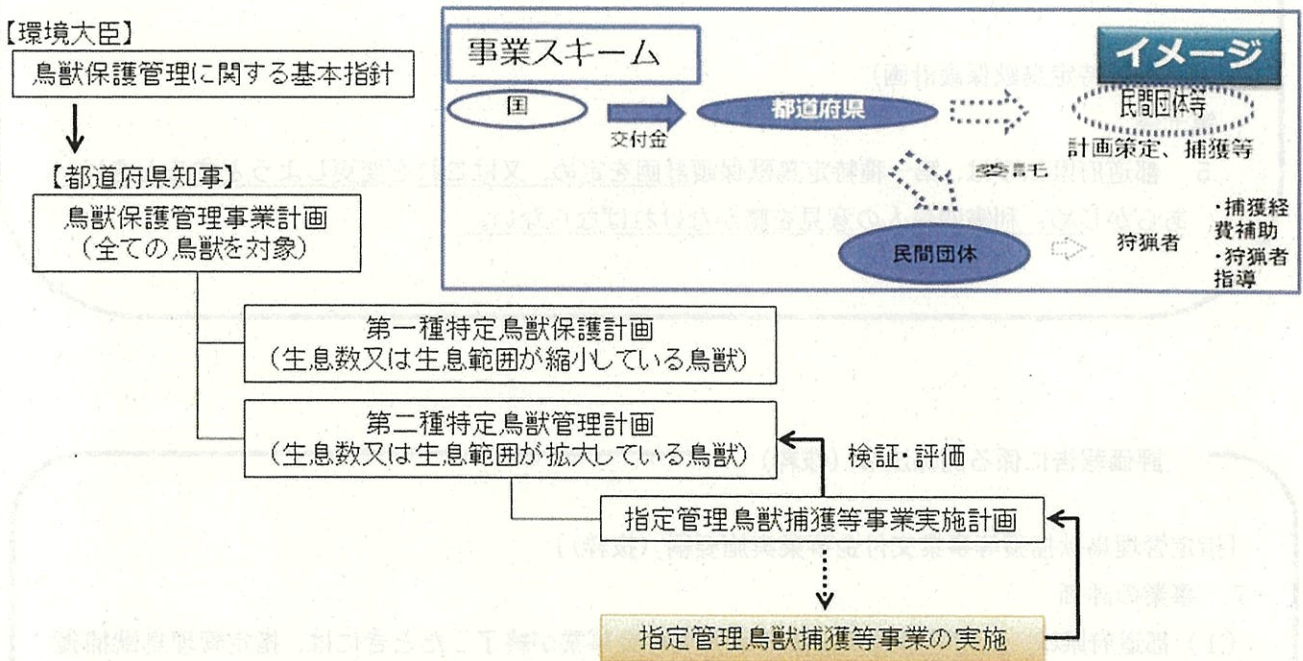 【環境大臣】
鳥獣保護管理に関する基本指針
【都道府県知事】
鳥獣保護管理事業計画
(全ての鳥獣を対象)
第一種特定鳥獣保護計画
(生息数又は生息範囲が縮小している鳥獣)
第二種特定鳥獣管理計画
(生息数又は生息範囲が拡大している鳥獣)
検証・評価
指定管理鳥獣捕獲等事業実施計画
指定管理鳥獣捕獲等事業の実施
事業スキーム
イメージ
国
交付金
都道府県
民間団体等
計画策定、捕獲等
民間団体
狩猟者
・捕獲経
費補助
・狩猟者
指導